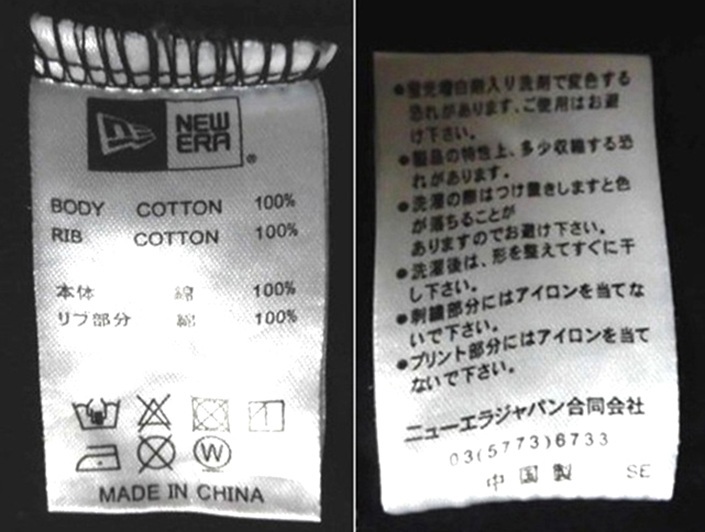 NEW
ERA
®
BODY COTTON 100%
RIB COTTON 100%
本体 綿 100%
リブ部分 綿 100%
W
MADE IN CHINA
●蛍光増白剤入り洗剤で変色する
恐れがあります、ご使用はお避
け下さい。
●製品の特性上、多少収縮する恐
れがあります。
●洗濯の際はつけ置きしますと色
が落ちることが
ありますのでお避け下さい。
●洗濯後は、形を整えてすぐに干
し下さい。
●刺繍部分にはアイロンを当てな
いで下さい。
●プリント部分にはアイロンを当て
ないで下さい。
ニューエラジャパン合同会社
03(5773)6733
中国製 SE